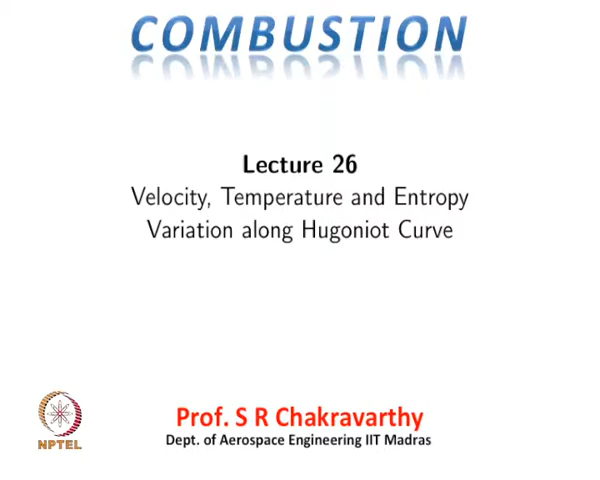 COMBUSTION
Lecture 26
Velocity, Temperature and Entropy
Variation along Hugoniot Curve
Prof. S R Chakravarthy
Dept. of Aerospace Engineering IIT Madras
NPTEL